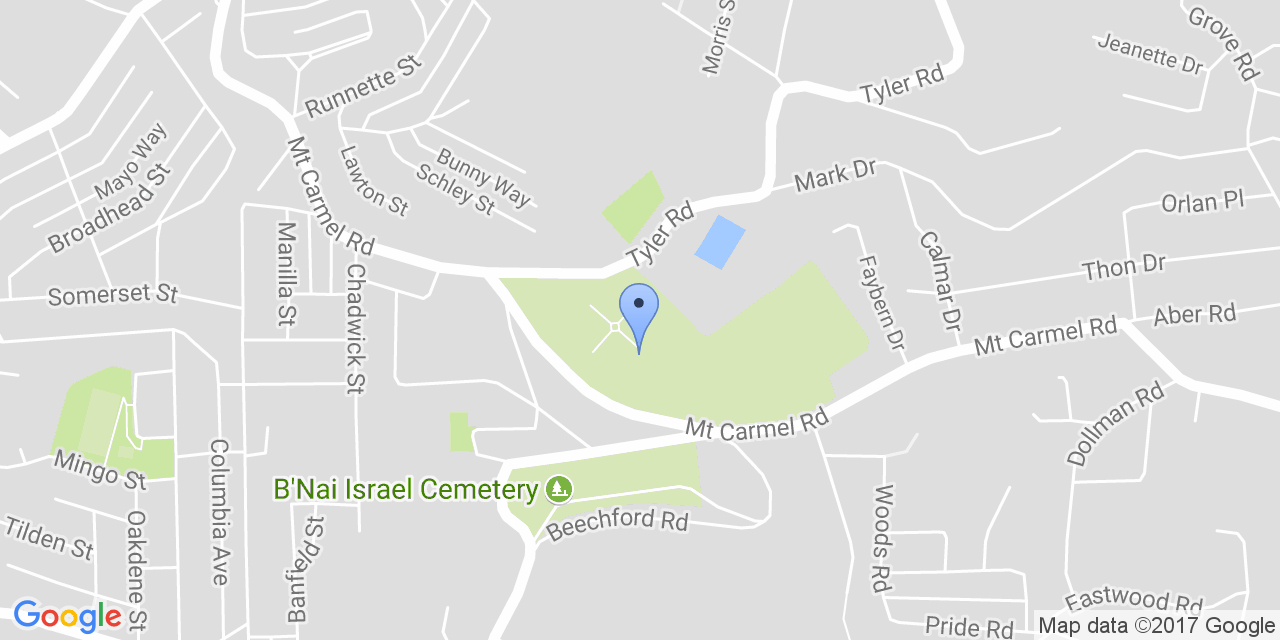 Grove Rd
Morris S
Jeanette Dr
Tyler Rd
Runnette St
Mayo Way
Broadhead St
Mt Carmel Rd
Lawton St
Bunny Way
Schley St
Mark Dr
Orlan Pl
Tyler Rd
Manilla St
Chadwick St
Calmar Dr
Thon Dr
Faybern Dr
Somerset St
Aber Rd
Mt Carmel Rd
Mt Carmel Rd
Dollman Rd
Mingo St
Columbia Ave
B'Nai Israel Cemetery
Beechford Rd
Woods Rd
Tilden St
Oakdene St
Banfield St
Eastwood Rd
Pride Rd
Google
Map data ©2017 Google